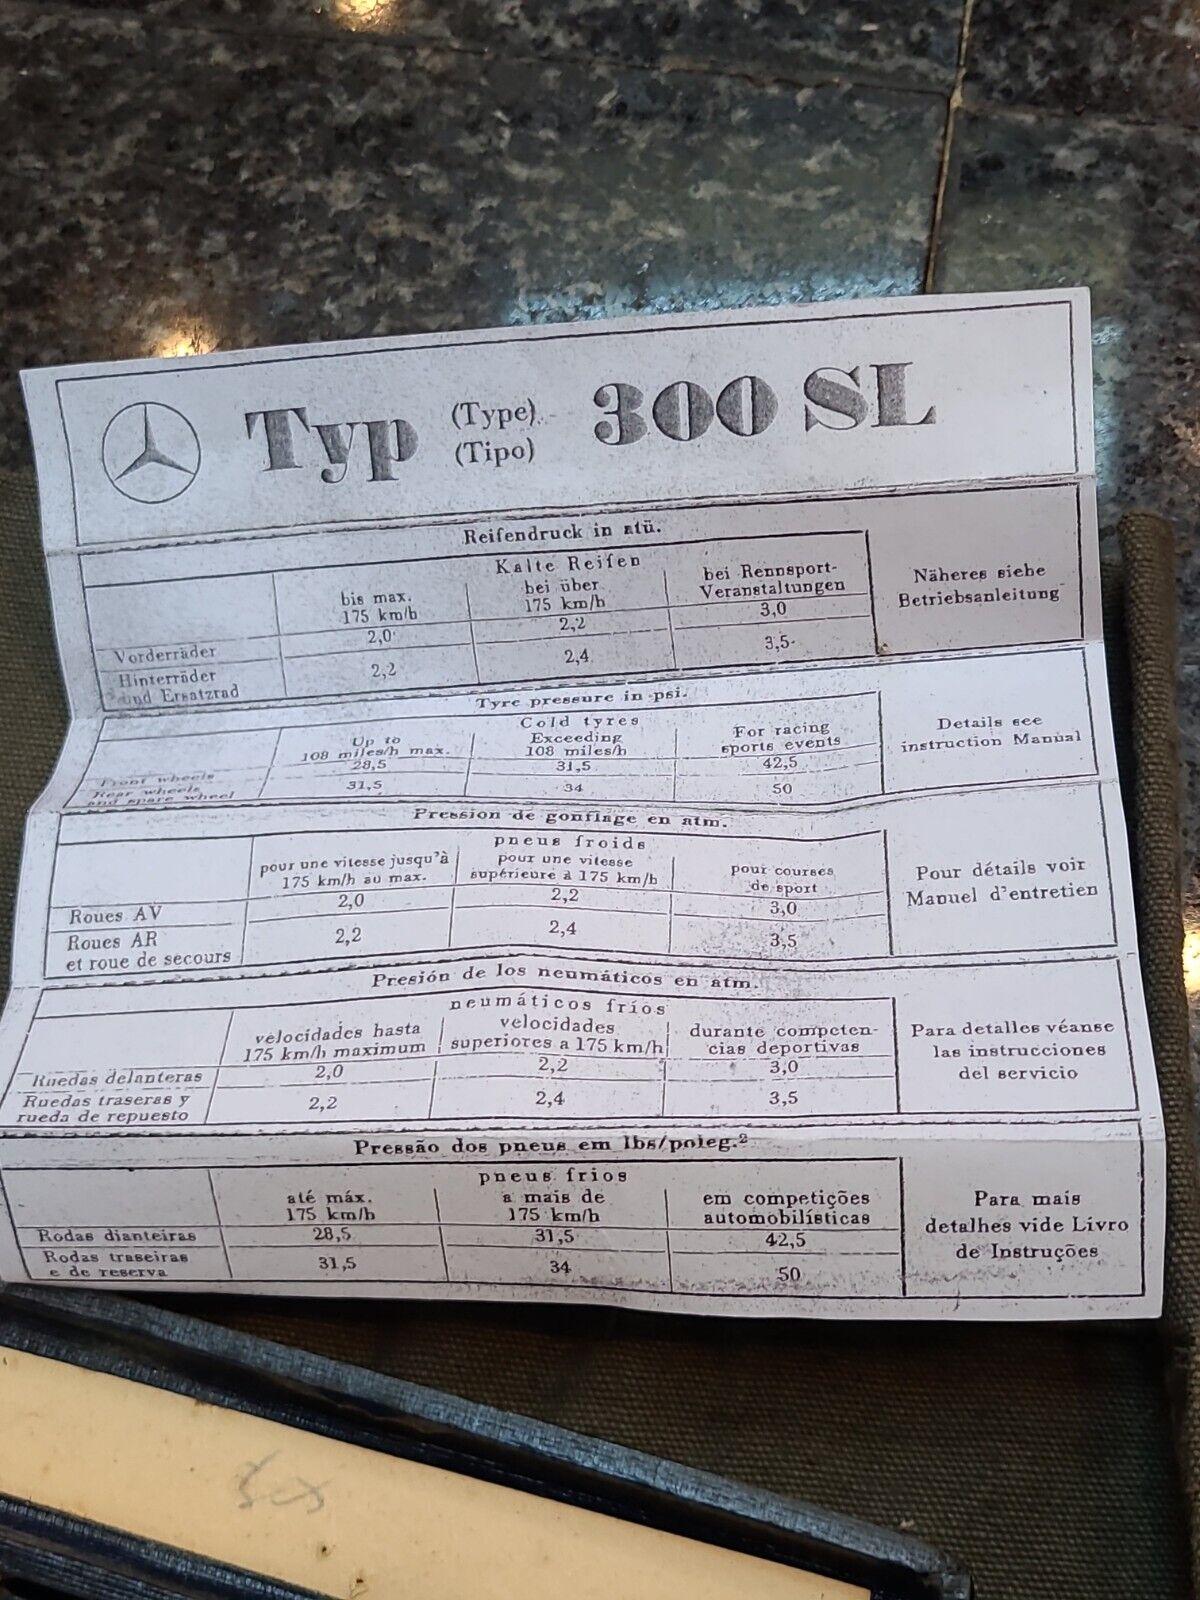 Typ (Type) 300 SL
(Tipo)
Reifendruck in atü.
Kalte Reifen
bis max. 175 km/h
bei über 175 km/h
bei Rennsport-Veranstaltungen
Näheres siehe
Betriebsanleitung
Vorderräder 2,0 2,2 3,0
Hinterräder
und Ersatzrad 2,2 2,4 3,5
Tyre pressure in psi.
Cold tyres
Up to
108 miles/h max.
Exceeding
108 miles/h
For racing
sports events
Details see
instruction Manual
Front wheels 28,5 31,5 42,5
Rear wheels
and spare wheel 31,5 34 50
Pression de gonflage en atm.
pneus froids
pour une vitesse jusqu'à
175 km/h au max.
pour une vitesse
supérieure à 175 km/h
pour courses
de sport
Pour détails voir
Manuel d'entretien
Roues AV 2,0 2,2 3,0
Roues AR
et roue de secours 2,2 2,4 3,5
Presión de los neumáticos en atm.
neumáticos fríos
velocidades hasta
175 km/h maximum
velocidades
superiores a 175 km/h
durante competen-
cias deportivas
Para detalles véanse
las instrucciones
del servicio
Ruedas delanteras 2,0 2,2 3,0
Ruedas traseras y
rueda de repuesto 2,2 2,4 3,5
Pressão dos pneus em lbs/poleg.²
pneus frios
até máx.
175 km/h
a mais de
175 km/h
em competições
automobilísticas
Para mais
detalhes vide Livro
de Instruções
Rodas dianteiras 28,5 31,5 42,5
Rodas traseiras
e de reserva 31,5 34 50